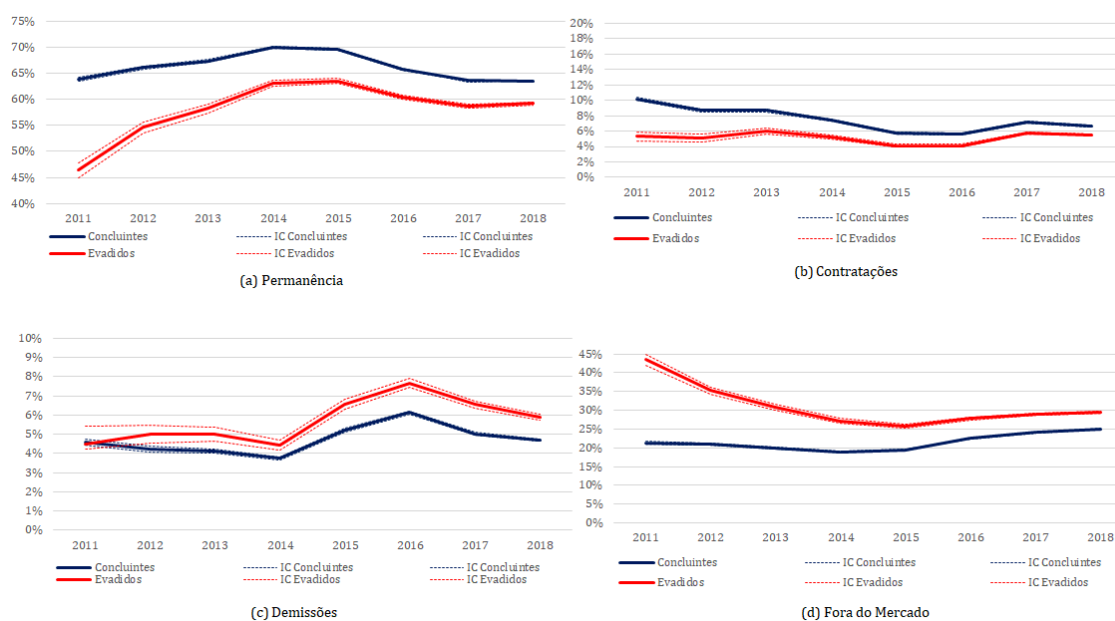 75%
70%
65%
60%
55%
50%
45%
40%
2011 2012 2013 2014 2015 2016 2017 2018
Concluintes IC Concluintes IC Concluintes
Evadidos IC Evadidos IC Evadidos
(a) Permanência
20%
18%
16%
14%
12%
10%
8%
6%
4%
2%
0%
2011 2012 2013 2014 2015 2016 2017 2018
Concluintes IC Concluintes IC Concluintes
Evadidos IC Evadidos IC Evadidos
(b) Contratações
10%
9%
8%
7%
6%
5%
4%
3%
2%
1%
0%
2011 2012 2013 2014 2015 2016 2017 2018
Concluintes IC Concluintes IC Concluintes
Evadidos IC Evadidos IC Evadidos
(c) Demissões
45%
40%
35%
30%
25%
20%
15%
10%
5%
0%
2011 2012 2013 2014 2015 2016 2017 2018
Concluintes IC Concluintes IC Concluintes
Evadidos IC Evadidos IC Evadidos
(d) Fora do Mercado